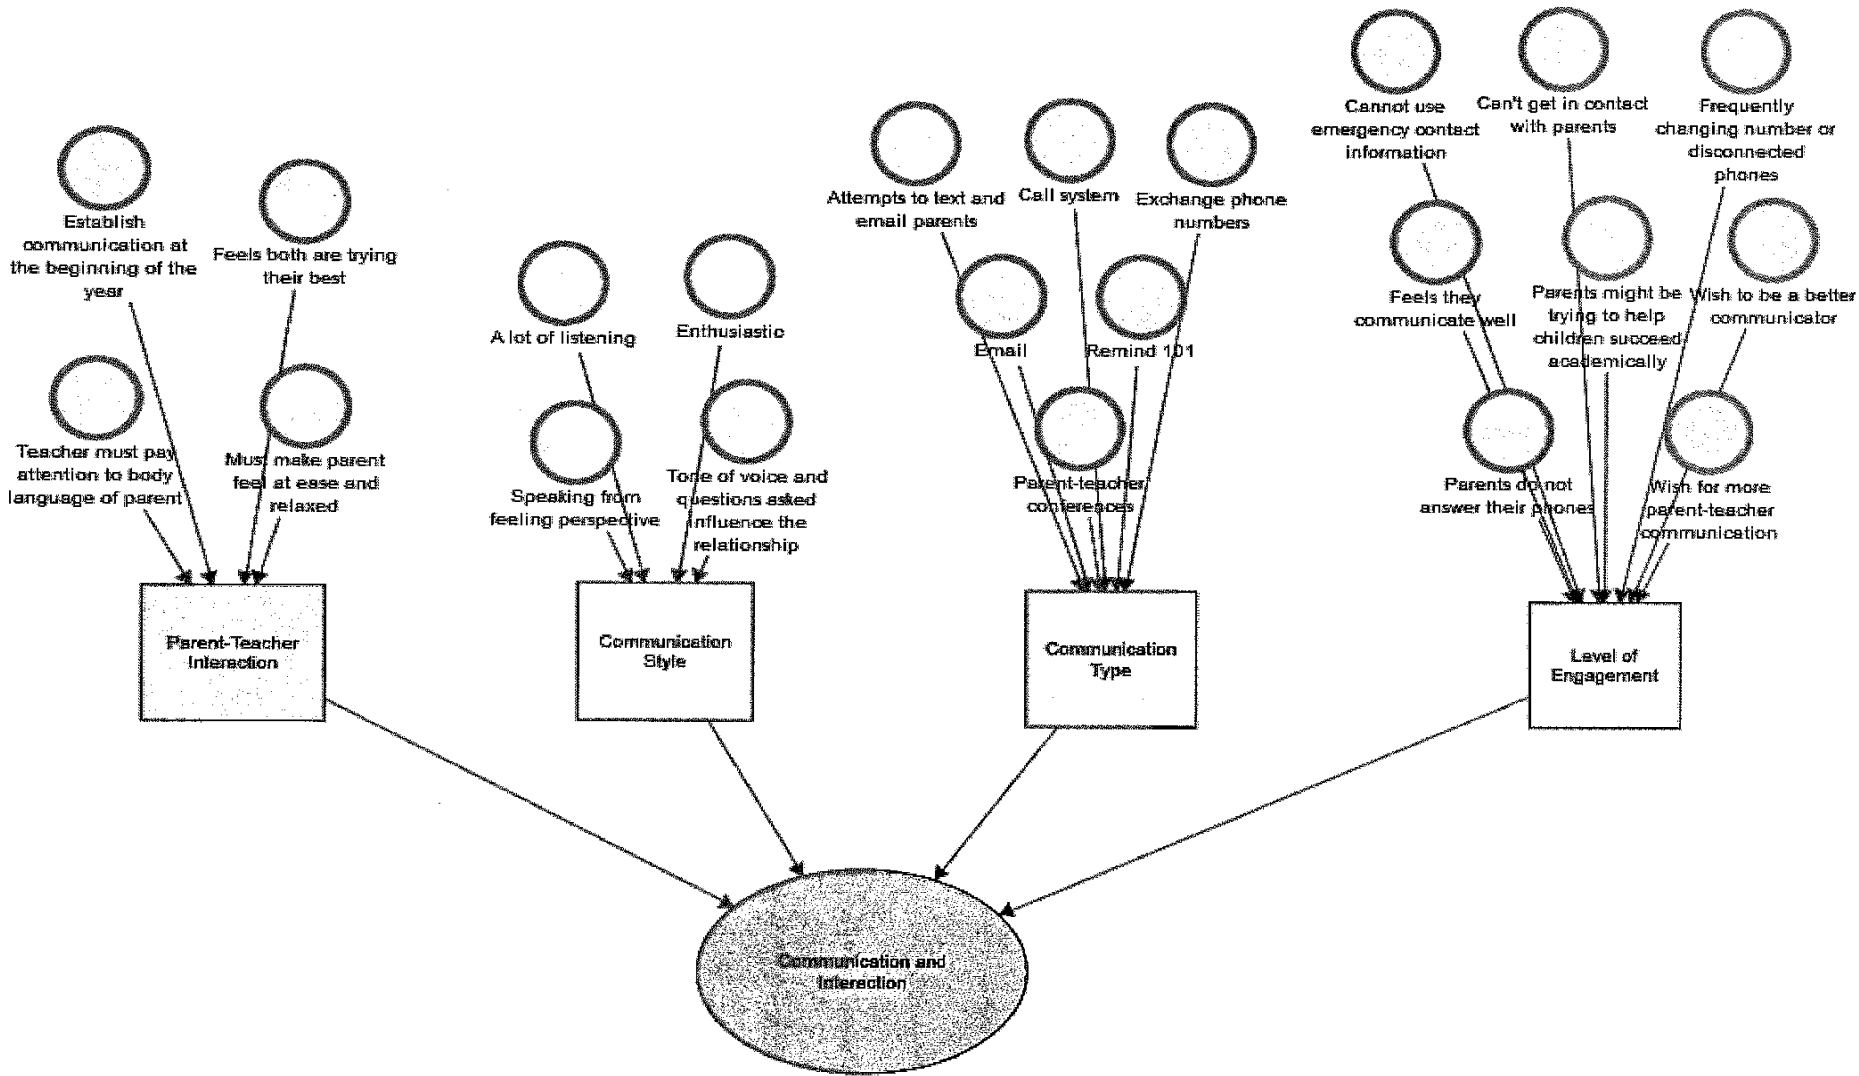 Establish
communication at
the beginning of the
year
Feels both are trying
their best
Teacher must pay
attention to body
language of parent
Must make parent
feel at ease and
relaxed
A lot of listening
Enthusiastic
Speaking from
feeling perspective
Tone of voice and
questions asked
influence the
relationship
Attempts to text and
email parents
Call system
Exchange phone
numbers
Email
Remind 101
Parent-teacher
conferences
Cannot use
emergency contact
information
Can't get in contact
with parents
Frequently
changing number or
disconnected
phones
Feels they
communicate well
Parents might be
trying to help
children succeed
academically
Wish to be a better
communicator
Parents do not
answer their phones
Wish for more
parent-teacher
communication
Parent-Teacher
Interaction
Communication
Style
Communication
Type
Level of
Engagement
Communication and
Interaction